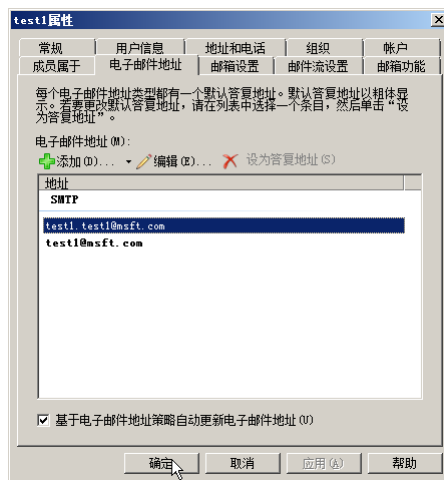 test1属性
常规 用户信息 地址和电话 组织 帐户
成员属于 电子邮件地址 邮箱设置 邮件流设置 邮箱功能
每个电子邮件地址类型都有一个默认答复地址。默认答复地址以粗体显
示。若要更改默认答复地址，请在列表中选择一个条目，然后单击“设
为答复地址”。
电子邮件地址(M):
添加(D)... 编辑(E)... 设为答复地址(S)
地址
SMTP
test1.test1@msft.com
test1@msft.com
基于电子邮件地址策略自动更新电子邮件地址(U)
确定 取消 应用(A) 帮助